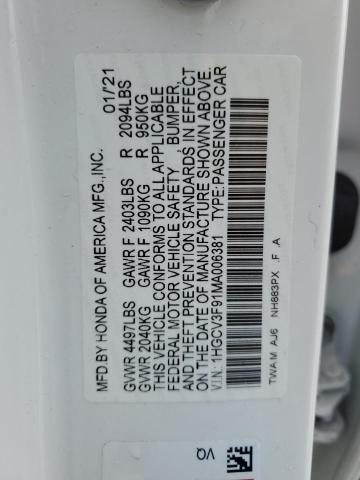 MFD.BY HONDA OF AMERICA MFG.,INC. 01/'21
GVWR 4497LBS GAWR F 2403LBS R 2094LBS
GVWR 2040KG GAWR F 1090KG R 950KG
THIS VEHICLE CONFORMS TO ALL APPLICABLE
FEDERAL MOTOR VEHICLE SAFETY, BUMPER,
AND THEFT PREVENTION STANDARDS IN EFFECT
ON THE DATE OF MANUFACTURE SHOWN ABOVE.
V.I.N.: 1HGCV3F91MA006381 TYPE:PASSENGER CAR
TWA M AJ6 NH883PX .F .A
VQ